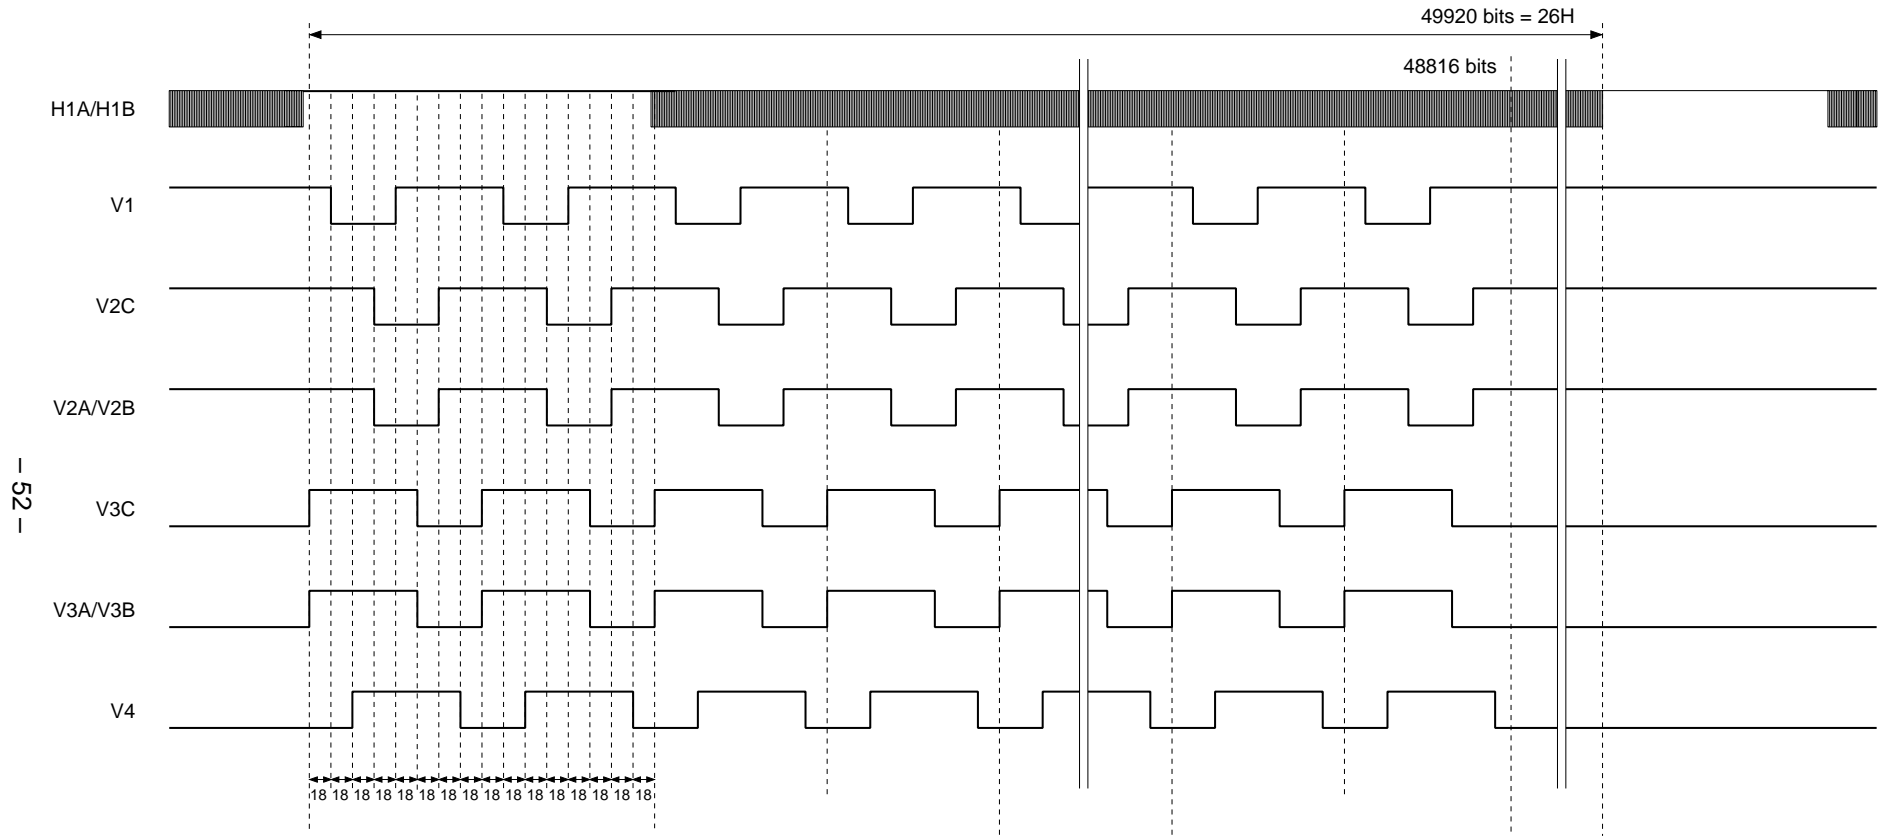 49920 bits = 26H
48816 bits
H1A/H1B
V1
V2C
V2A/V2B
V3C
V3A/V3B
V4
18 18 18 18 18 18 18 18 18 18 18 18 18 18 18 18
– 52 –